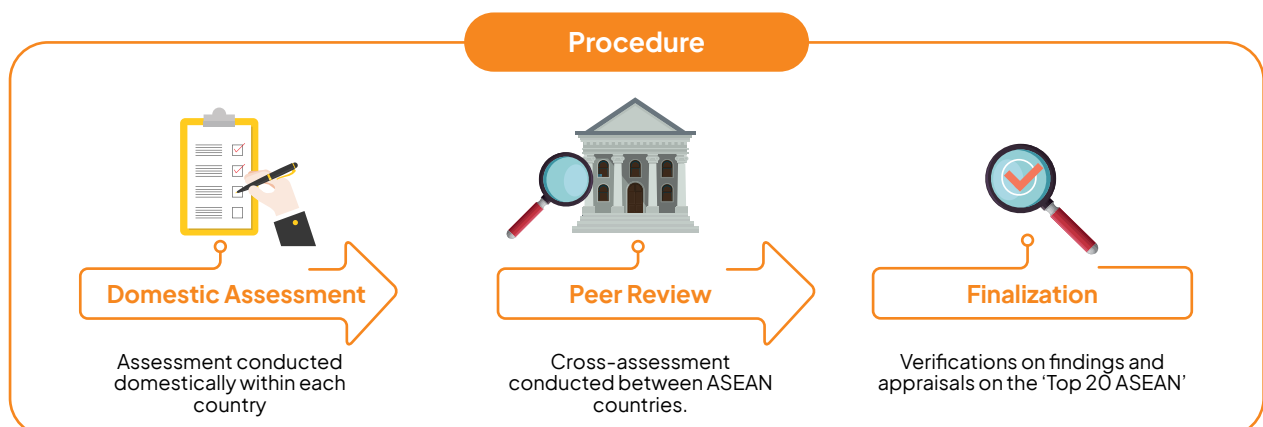 Procedure
Domestic Assessment
Assessment conducted
domestically within each
country
Peer Review
Cross-assessment
conducted between ASEAN
countries.
Finalization
Verifications on findings and
appraisals on the ‘Top 20 ASEAN’